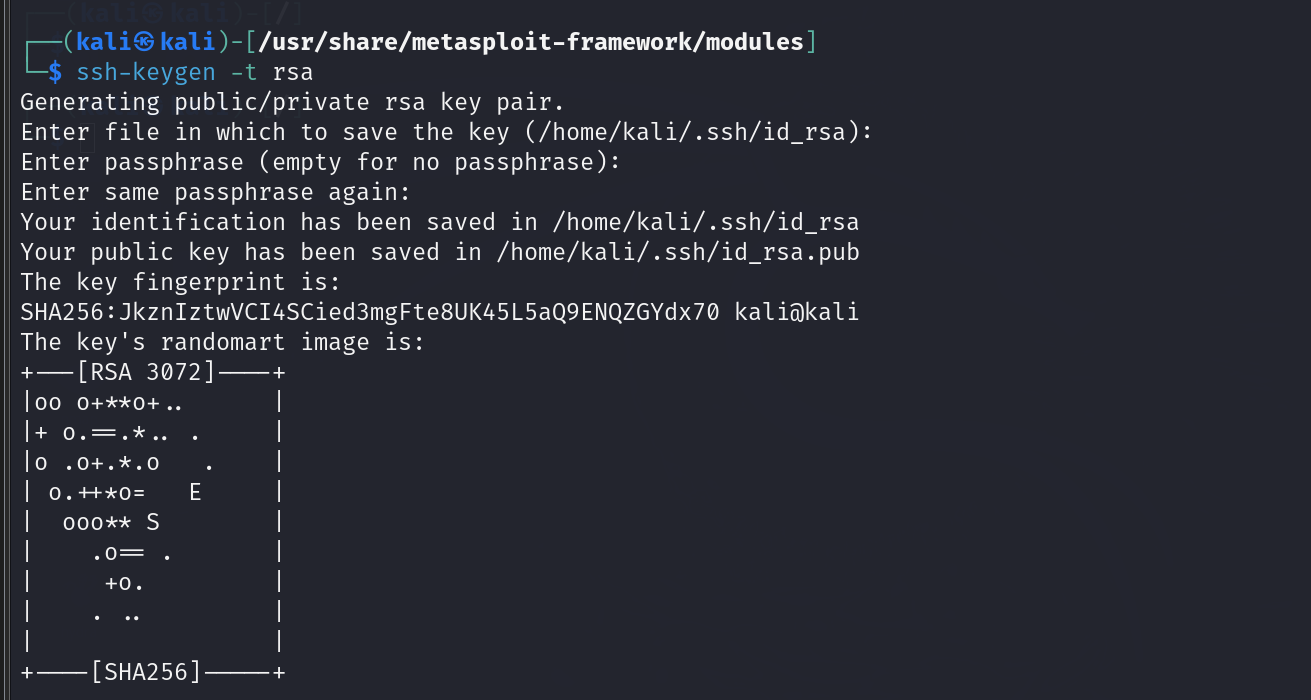 ┌──(kali㉿kali)-[/usr/share/metasploit-framework/modules]
└─$ ssh-keygen -t rsa
Generating public/private rsa key pair.
Enter file in which to save the key (/home/kali/.ssh/id_rsa):
Enter passphrase (empty for no passphrase):
Enter same passphrase again:
Your identification has been saved in /home/kali/.ssh/id_rsa
Your public key has been saved in /home/kali/.ssh/id_rsa.pub
The key fingerprint is:
SHA256:JkznIztwVCI4SCied3mgFte8UK45L5aQ9ENQZGYdx70 kali@kali
The key's randomart image is:
+---[RSA 3072]----+
|oo o+**o+..      |
|+ o.==.*.. .     |
|o .o+.*.o   .    |
| o.++*o=   E     |
|  ooo** S        |
|    .o== .       |
|     +o.         |
|    . ..         |
|                 |
+----[SHA256]-----+